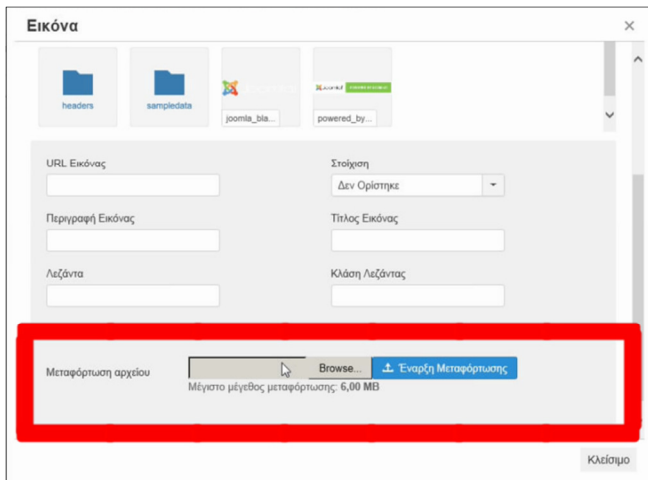 Εικόνα
×
headers
sampledata
joomla_bla...
powered_by...
URL Εικόνας
Στοίχιση
Δεν Ορίστηκε
Περιγραφή Εικόνας
Τίτλος Εικόνας
Λεζάντα
Κλάση Λεζάντας
Μεταφόρτωση αρχείου
Browse...
Έναρξη Μεταφόρτωσης
Μέγιστο μέγεθος μεταφόρτωσης: 6,00 MB
Κλείσιμο